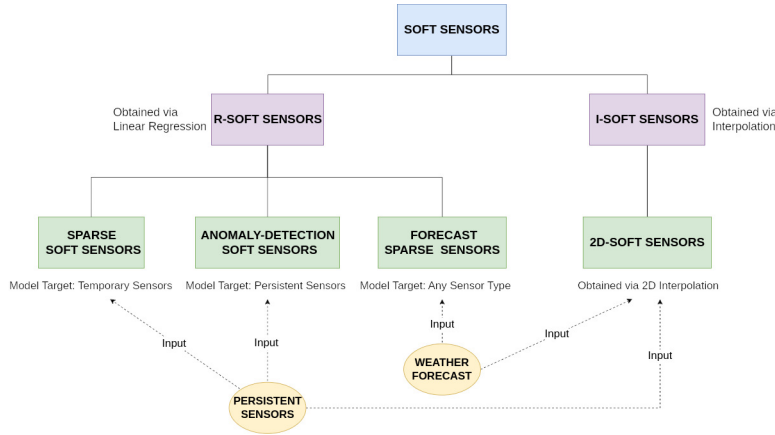 SOFT SENSORS
Obtained via
Linear Regression
R-SOFT SENSORS
I-SOFT SENSORS
Obtained via
Interpolation
SPARSE
SOFT SENSORS
ANOMALY-DETECTION
SOFT SENSORS
FORECAST
SPARSE SENSORS
2D-SOFT SENSORS
Model Target: Temporary Sensors
Model Target: Persistent Sensors
Model Target: Any Sensor Type
Obtained via 2D Interpolation
Input
Input
Input
Input
Input
WEATHER
FORECAST
PERSISTENT
SENSORS